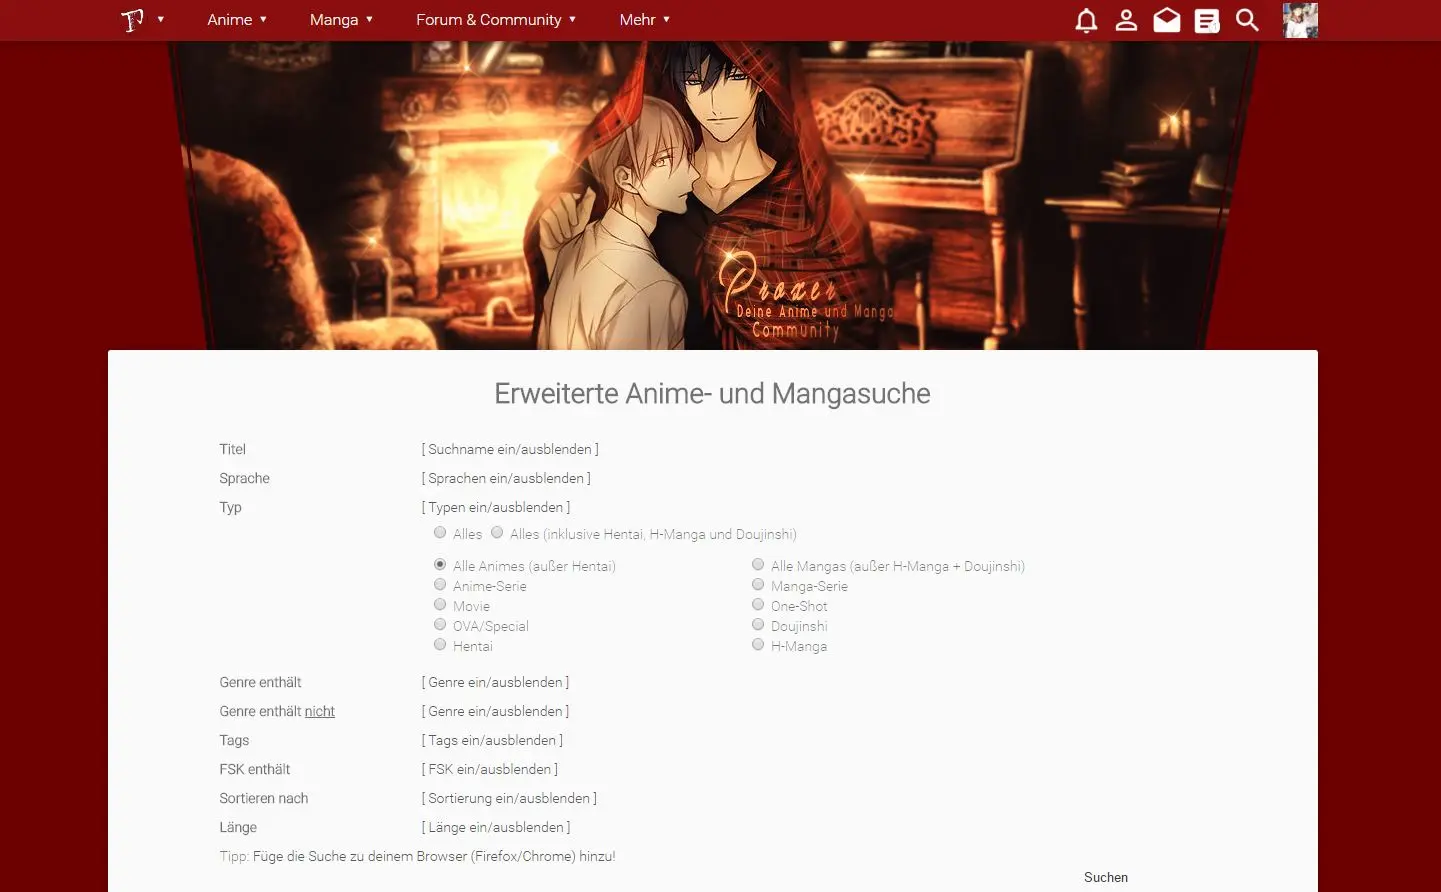 Anime ▼ Manga ▼ Forum & Community ▼ Mehr ▼
Proxer
Deine Anime und Manga
Community
Erweiterte Anime- und Mangasuche
Titel [ Suchname ein/ausblenden ]
Sprache [ Sprachen ein/ausblenden ]
Typ [ Typen ein/ausblenden ]
Alles Alles (inklusive Hentai, H-Manga und Doujinshi)
Alle Animes (außer Hentai) Alle Mangas (außer H-Manga + Doujinshi)
Anime-Serie Manga-Serie
Movie One-Shot
OVA/Special Doujinshi
Hentai H-Manga
Genre enthält [ Genre ein/ausblenden ]
Genre enthält nicht [ Genre ein/ausblenden ]
Tags [ Tags ein/ausblenden ]
FSK enthält [ FSK ein/ausblenden ]
Sortieren nach [ Sortierung ein/ausblenden ]
Länge [ Länge ein/ausblenden ]
Tipp: Füge die Suche zu deinem Browser (Firefox/Chrome) hinzu!
Suchen